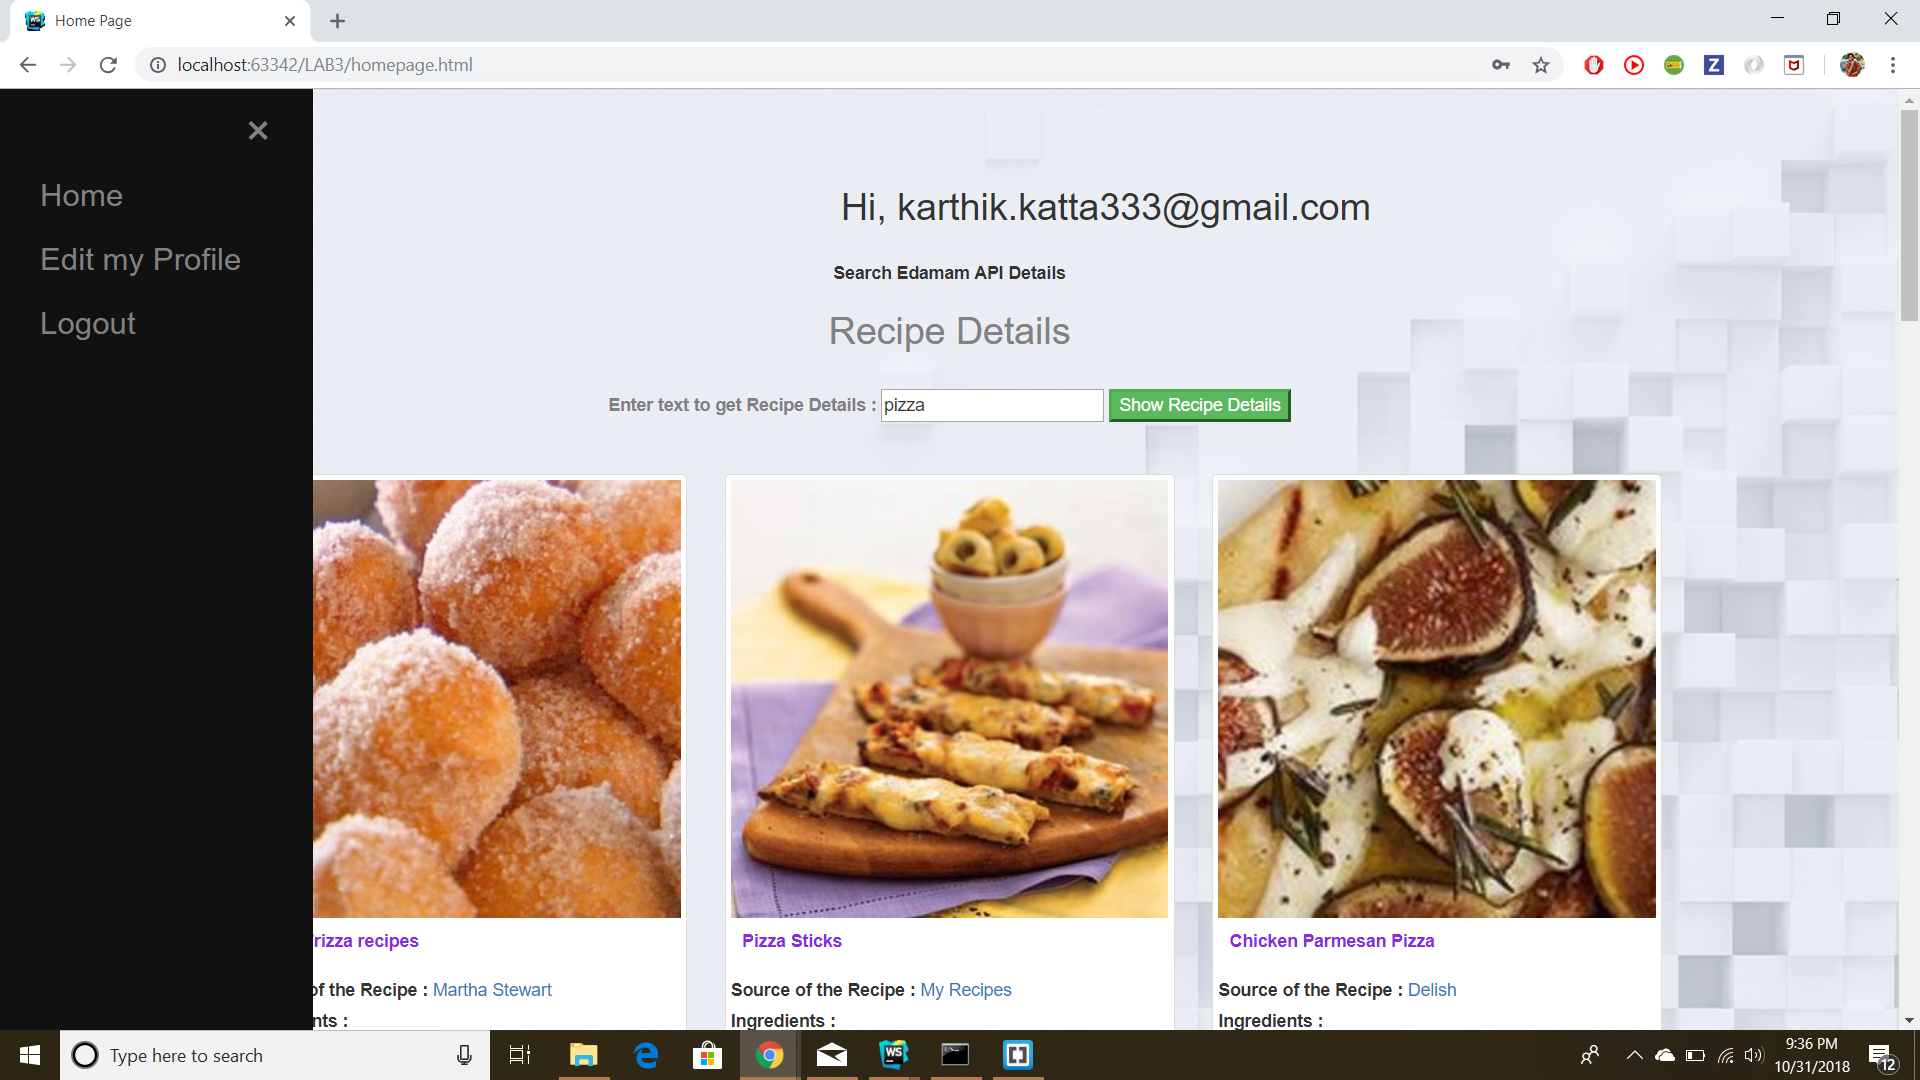 Home Page
localhost:63342/LAB3/homepage.html
Home
Edit my Profile
Logout
Hi, karthik.katta333@gmail.com
Search Edamam API Details
Recipe Details
Enter text to get Recipe Details : pizza Show Recipe Details
rizza recipes
Pizza Sticks
Chicken Parmesan Pizza
of the Recipe : Martha Stewart
Source of the Recipe : My Recipes
Source of the Recipe : Delish
nts :
Ingredients :
Ingredients :
Type here to search
WS
9:36 PM
10/31/2018
12